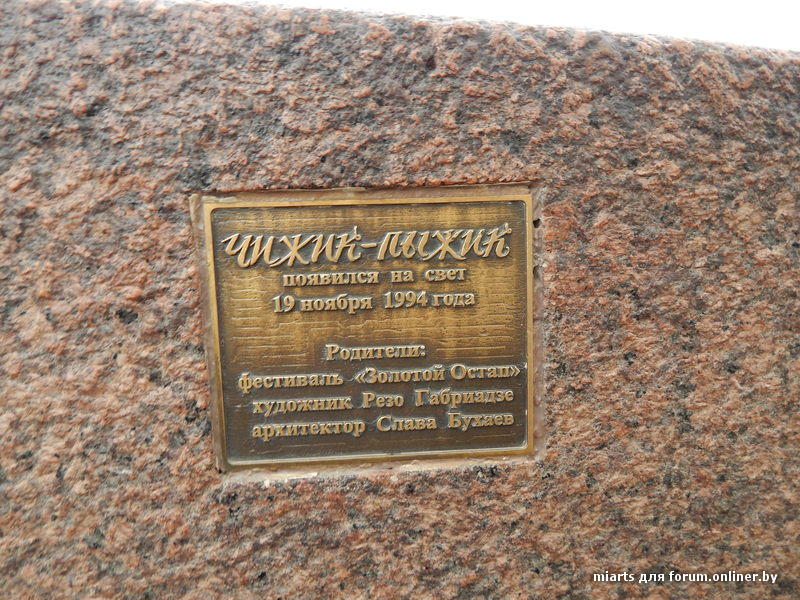 ЧИЖИК-ПЫЖИК
появился на свет
19 ноября 1994 года
Родители:
фестиваль «Золотой Остап»
художник Резо Габриадзе
архитектор Слава Бухаев
miarts для forum.onliner.by